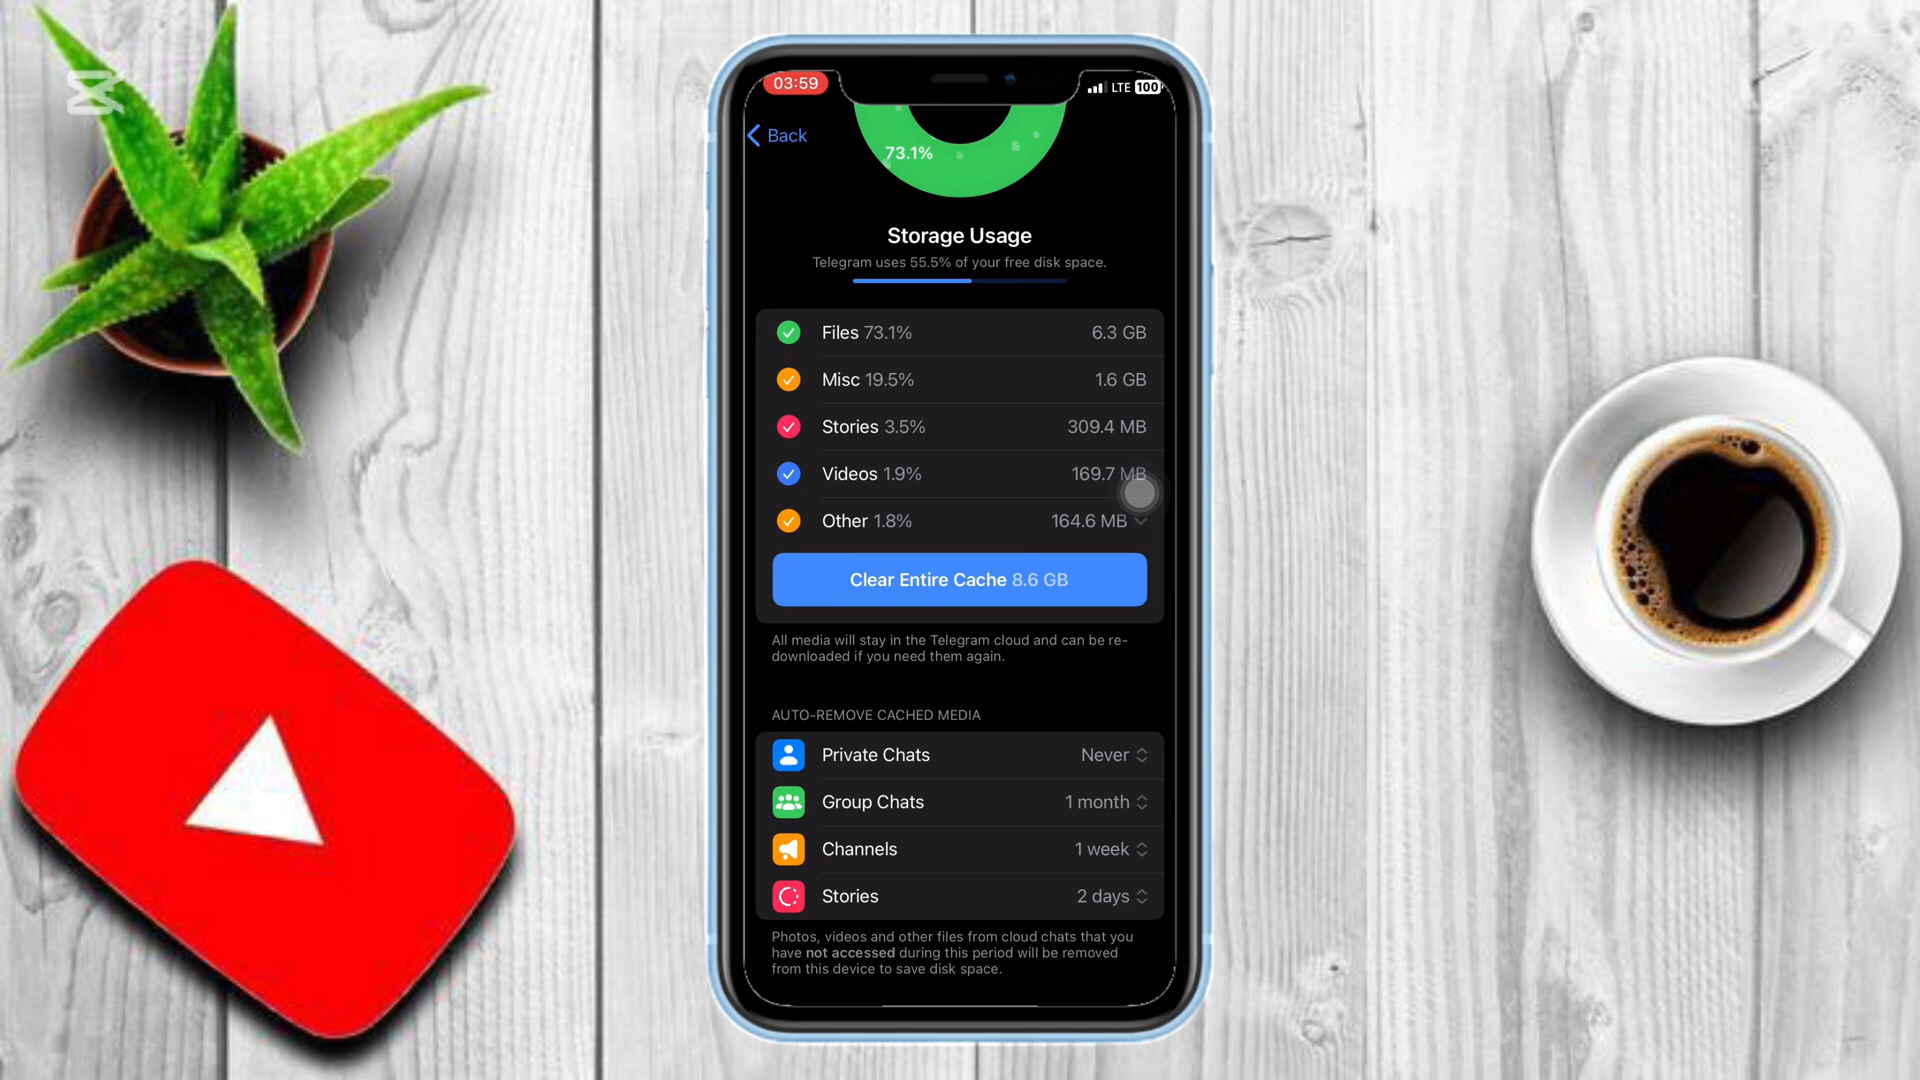 03:59
LTE 100
Back
73.1%
Storage Usage
Telegram uses 55.5% of your free disk space.
Files 73.1% 6.3 GB
Misc 19.5% 1.6 GB
Stories 3.5% 309.4 MB
Videos 1.9% 169.7 MB
Other 1.8% 164.6 MB
Clear Entire Cache 8.6 GB
All media will stay in the Telegram cloud and can be re-
downloaded if you need them again.
AUTO-REMOVE CACHED MEDIA
Private Chats Never
Group Chats 1 month
Channels 1 week
Stories 2 days
Photos, videos and other files from cloud chats that you
have not accessed during this period will be removed
from this device to save disk space.